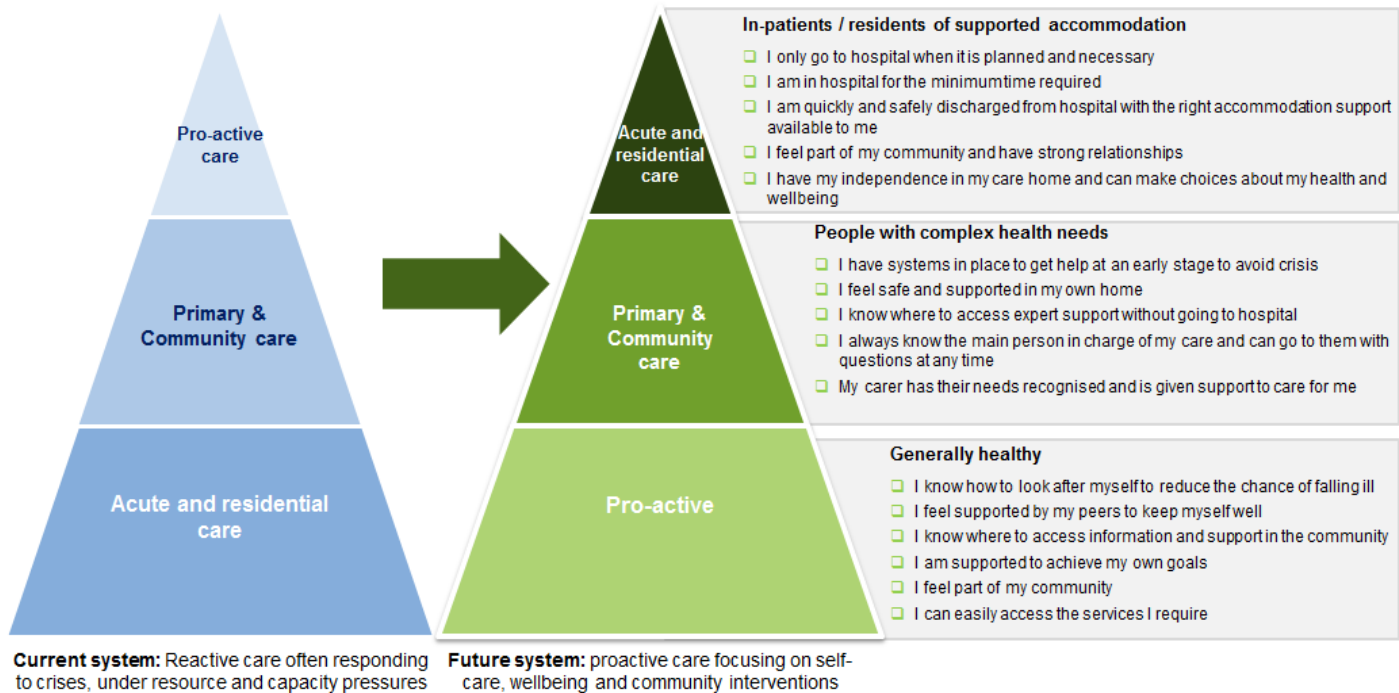 Pro-active
care
Primary &
Community care
Acute and residential
care
Current system: Reactive care often responding
to crises, under resource and capacity pressures
Acute and
residential
care
Primary &
Community
care
Pro-active
Future system: proactive care focusing on self-
care, wellbeing and community interventions
In-patients / residents of supported accommodation
I only go to hospital when it is planned and necessary
I am in hospital for the minimum time required
I am quickly and safely discharged from hospital with the right accommodation support
available to me
I feel part of my community and have strong relationships
I have my independence in my care home and can make choices about my health and
wellbeing
People with complex health needs
I have systems in place to get help at an early stage to avoid crisis
I feel safe and supported in my own home
I know where to access expert support without going to hospital
I always know the main person in charge of my care and can go to them with
questions at any time
My carer has their needs recognised and is given support to care for me
Generally healthy
I know how to look after myself to reduce the chance of falling ill
I feel supported by my peers to keep myself well
I know where to access information and support in the community
I am supported to achieve my own goals
I feel part of my community
I can easily access the services I require